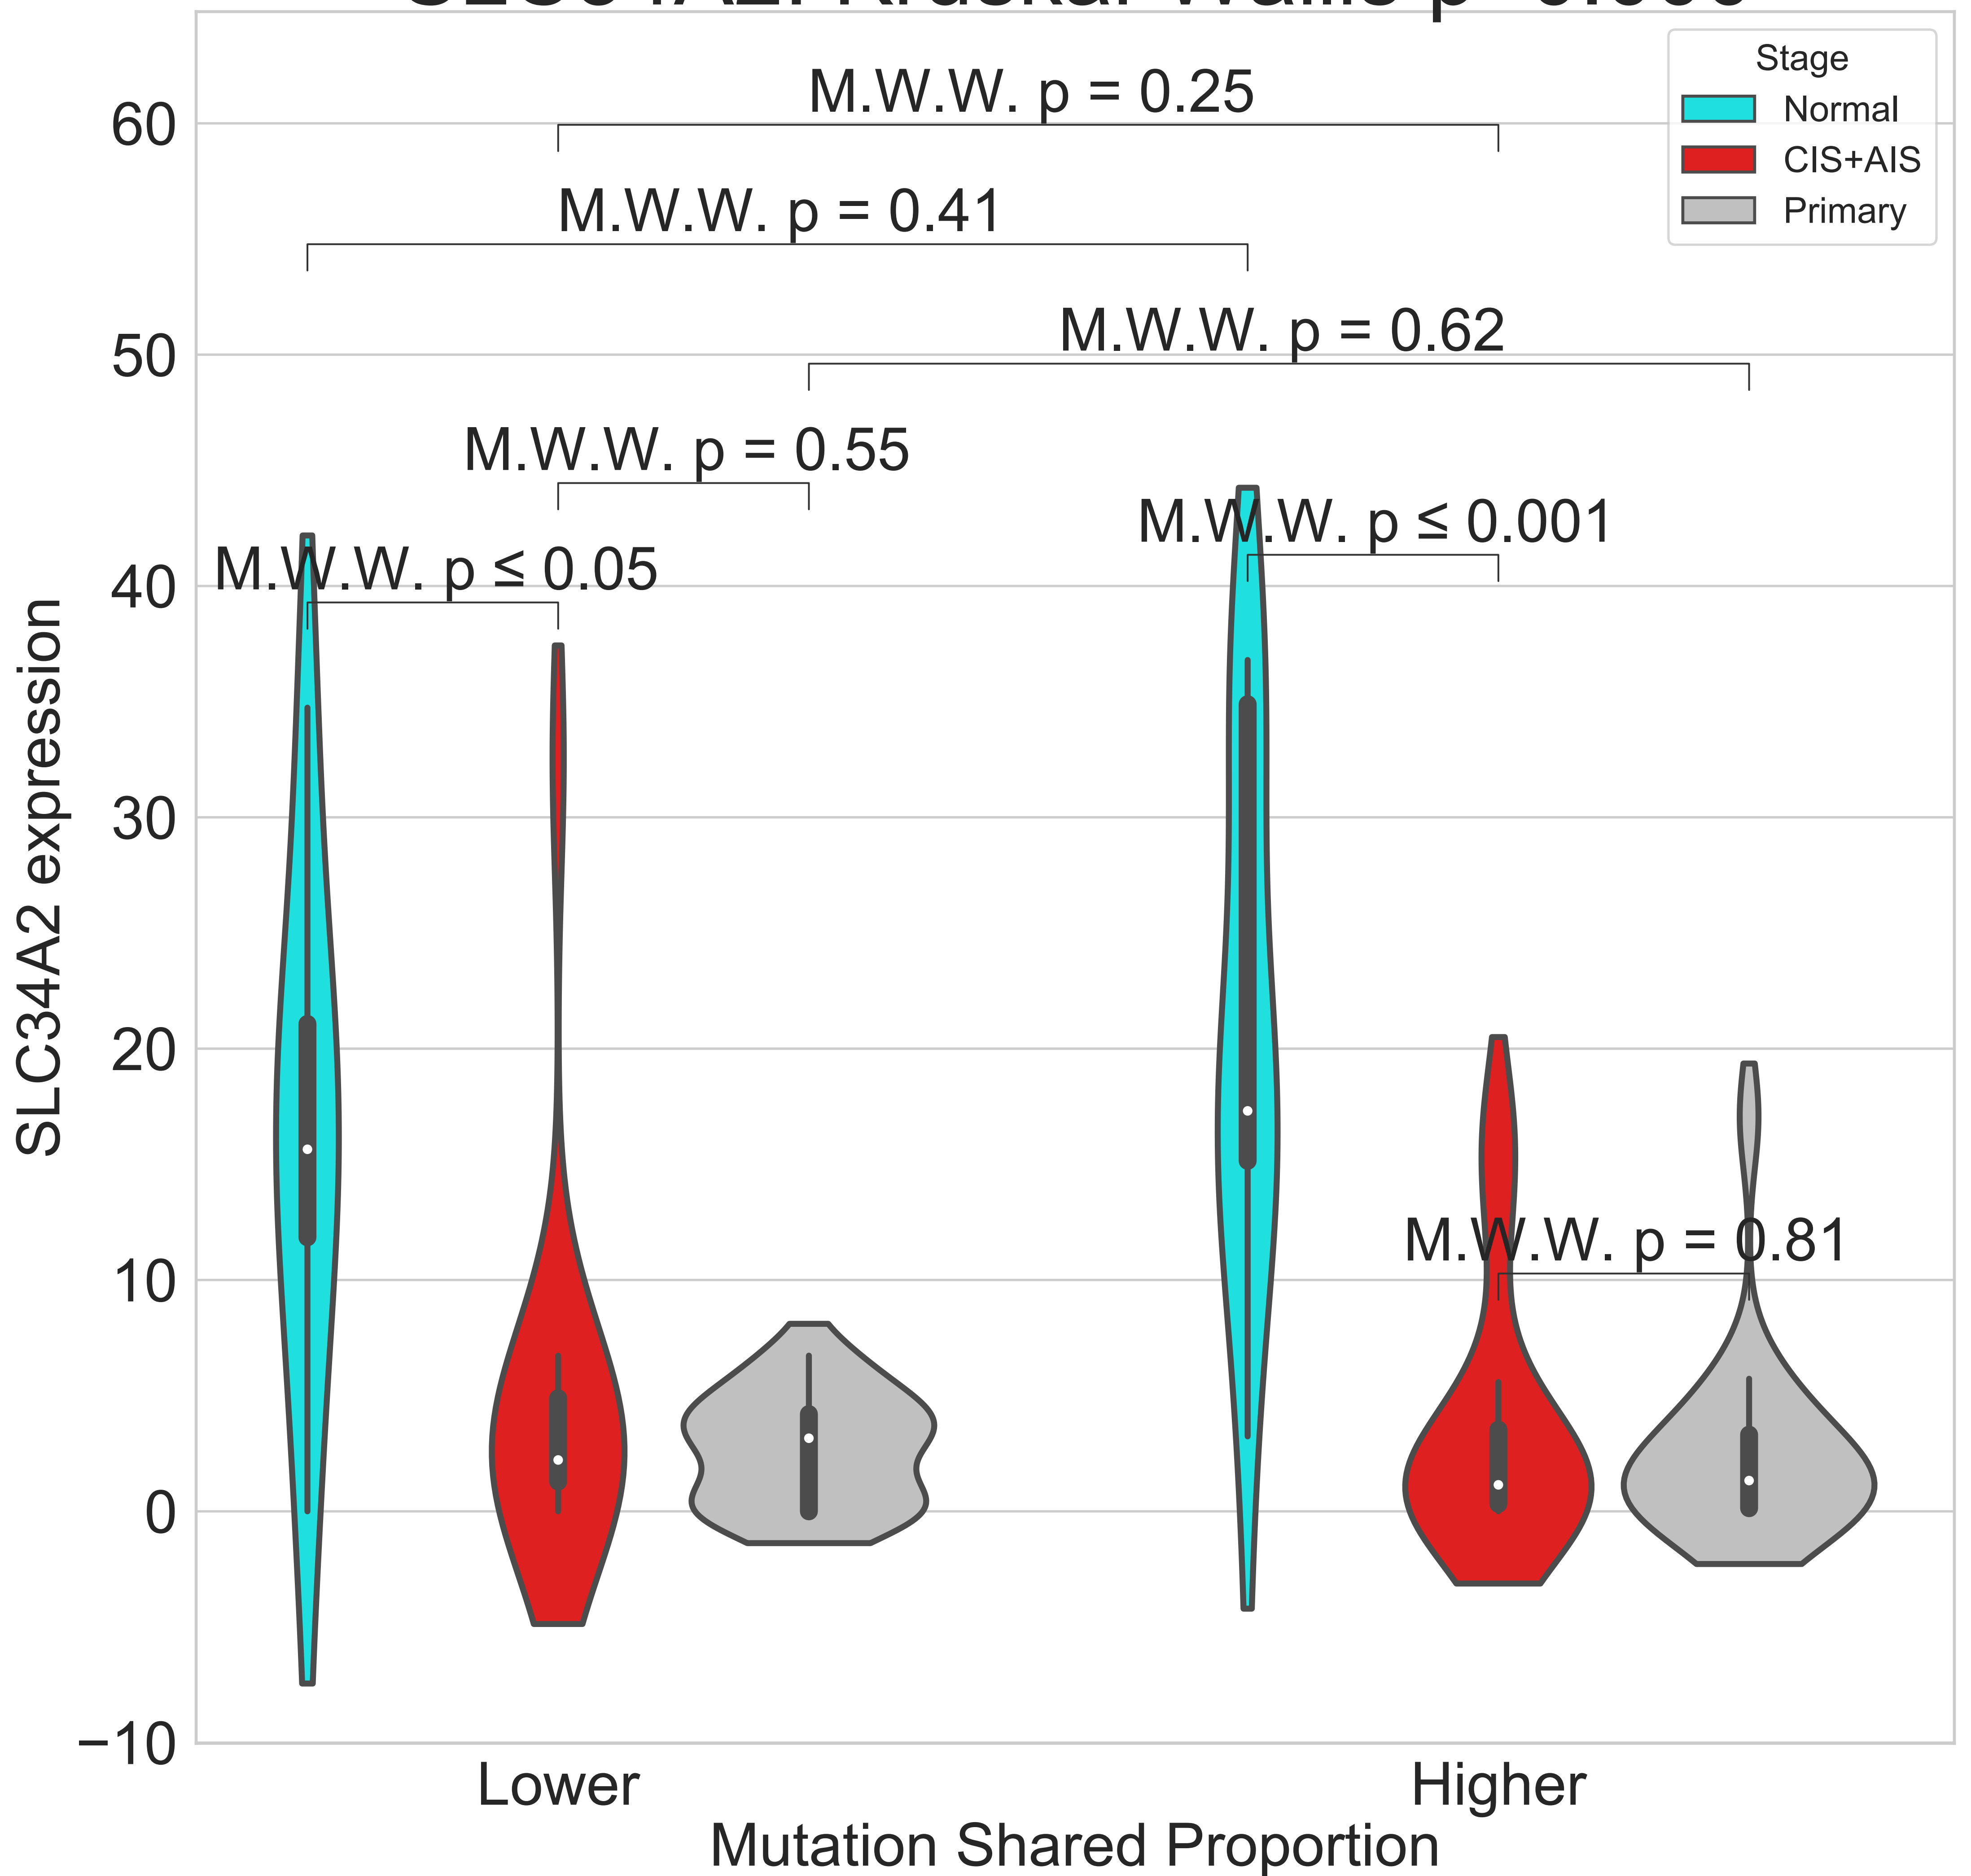 Stage
Normal
CIS+AIS
Primary
M.W.W. p = 0.25
M.W.W. p = 0.41
M.W.W. p = 0.62
M.W.W. p = 0.55
M.W.W. p ≤ 0.001
M.W.W. p ≤ 0.05
M.W.W. p = 0.81
60
50
40
30
20
10
0
−10
SLC34A2 expression
Lower
Higher
Mutation Shared Proportion